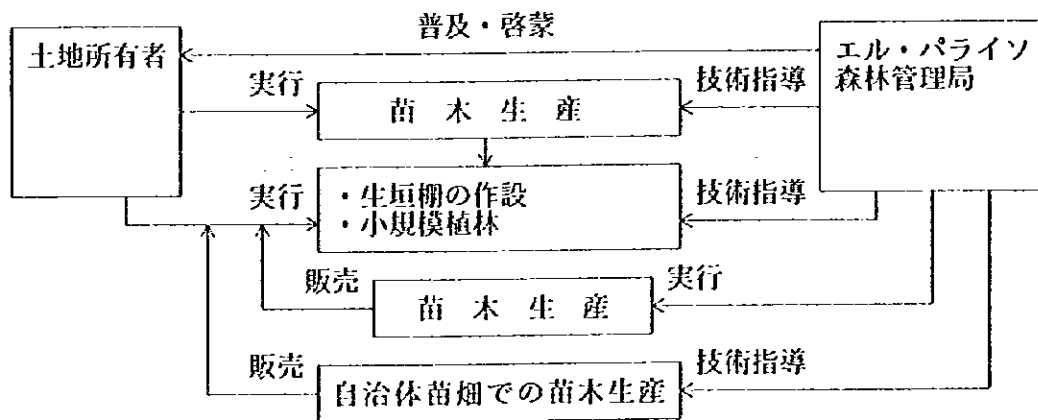 普及・啓蒙
土地所有者
エル・パライソ
森林管理局
実行
技術指導
苗木生産
実行
技術指導
・生垣棚の作設
・小規模植林
販売
実行
苗木生産
販売
技術指導
自治体苗畑での苗木生産